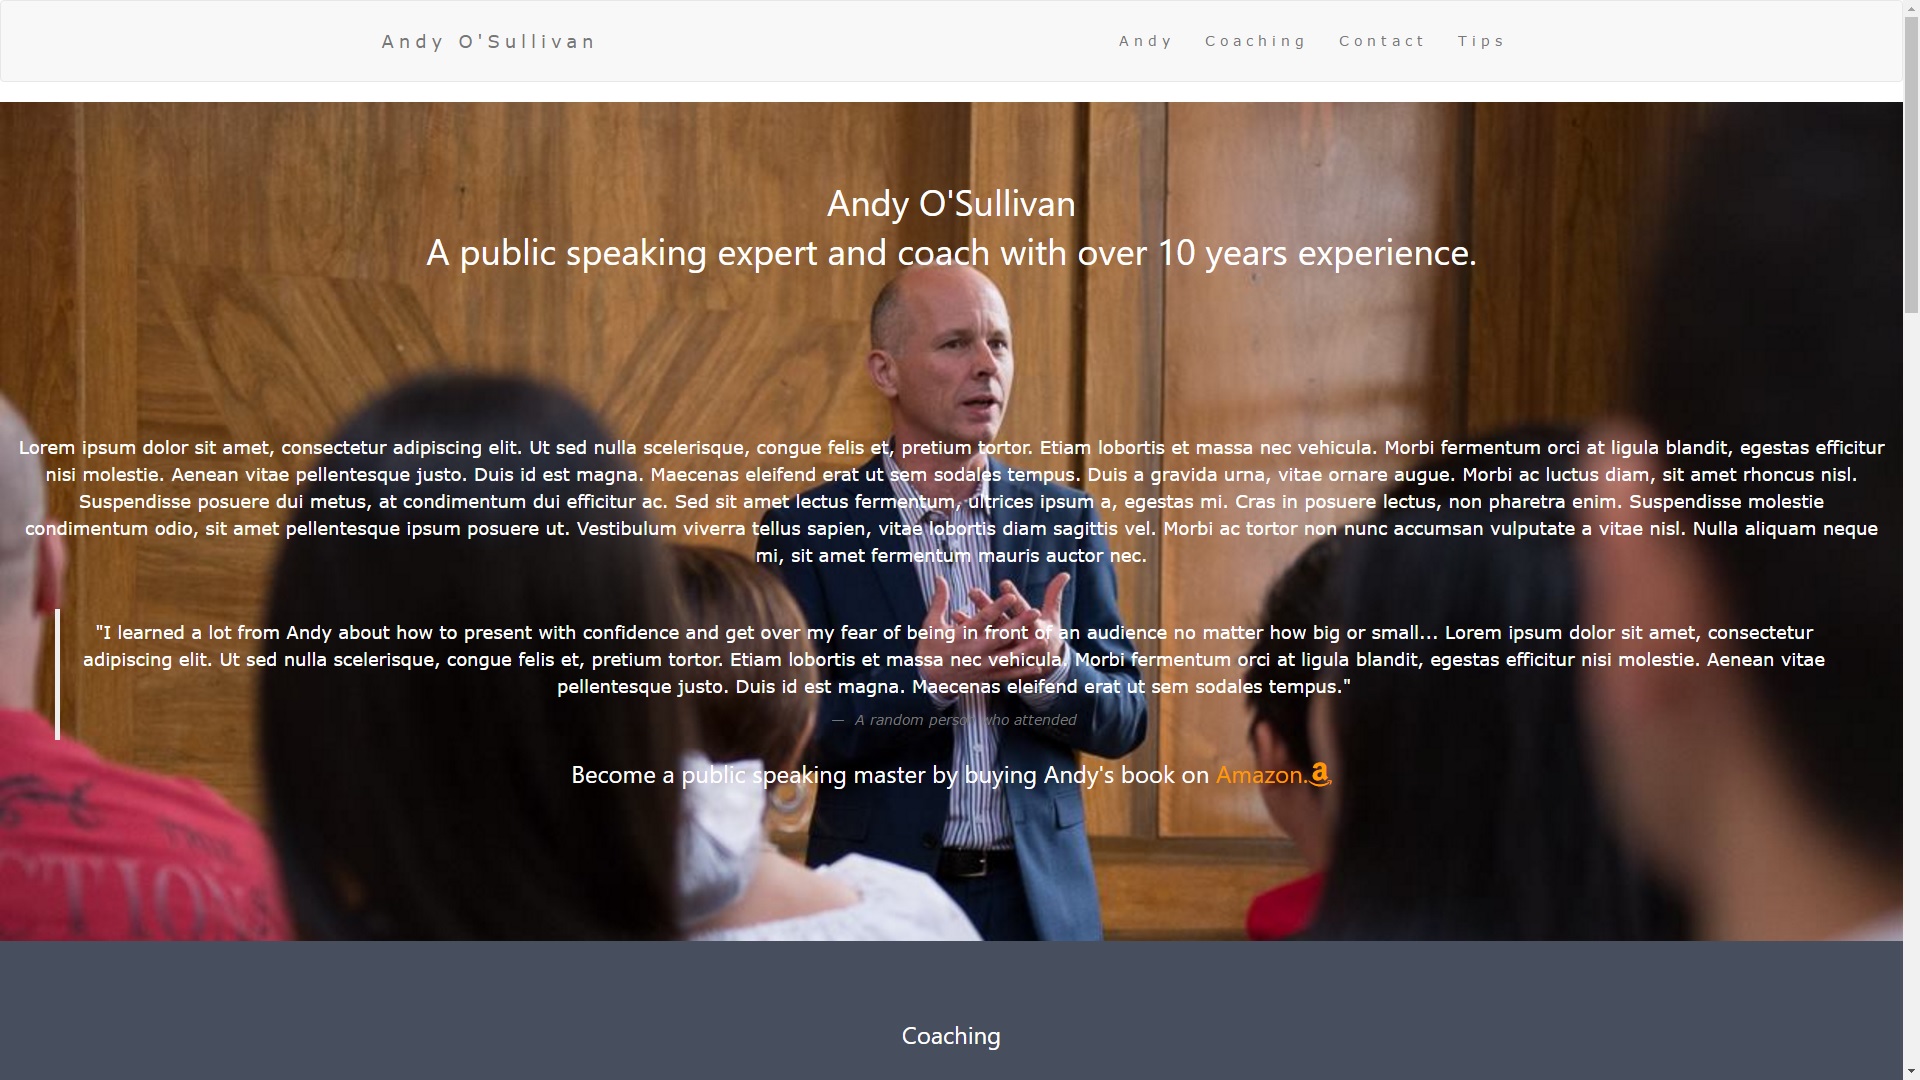 Andy O'Sullivan
Andy Coaching Contact Tips
Andy O'Sullivan
A public speaking expert and coach with over 10 years experience.
Lorem ipsum dolor sit amet, consectetur adipiscing elit. Ut sed nulla scelerisque, congue felis et, pretium tortor. Etiam lobortis et massa nec vehicula. Morbi fermentum orci at ligula blandit, egestas efficitur
nisi molestie. Aenean vitae pellentesque justo. Duis id est magna. Maecenas eleifend erat ut sem sodales tempus. Duis a gravida urna, vitae ornare augue. Morbi ac luctus diam, sit amet rhoncus nisl.
Suspendisse posuere dui metus, at condimentum dui efficitur ac. Sed sit amet lectus fermentum, ultrices ipsum a, egestas mi. Cras in posuere lectus, non pharetra enim. Suspendisse molestie
condimentum odio, sit amet pellentesque ipsum posuere ut. Vestibulum viverra tellus sapien, vitae lobortis diam sagittis vel. Morbi ac tortor non nunc accumsan vulputate a vitae nisl. Nulla aliquam neque
mi, sit amet fermentum mauris auctor nec.
"I learned a lot from Andy about how to present with confidence and get over my fear of being in front of an audience no matter how big or small... Lorem ipsum dolor sit amet, consectetur
adipiscing elit. Ut sed nulla scelerisque, congue felis et, pretium tortor. Etiam lobortis et massa nec vehicula. Morbi fermentum orci at ligula blandit, egestas efficitur nisi molestie. Aenean vitae
pellentesque justo. Duis id est magna. Maecenas eleifend erat ut sem sodales tempus."
— A random person who attended
Become a public speaking master by buying Andy's book on Amazon.
Coaching